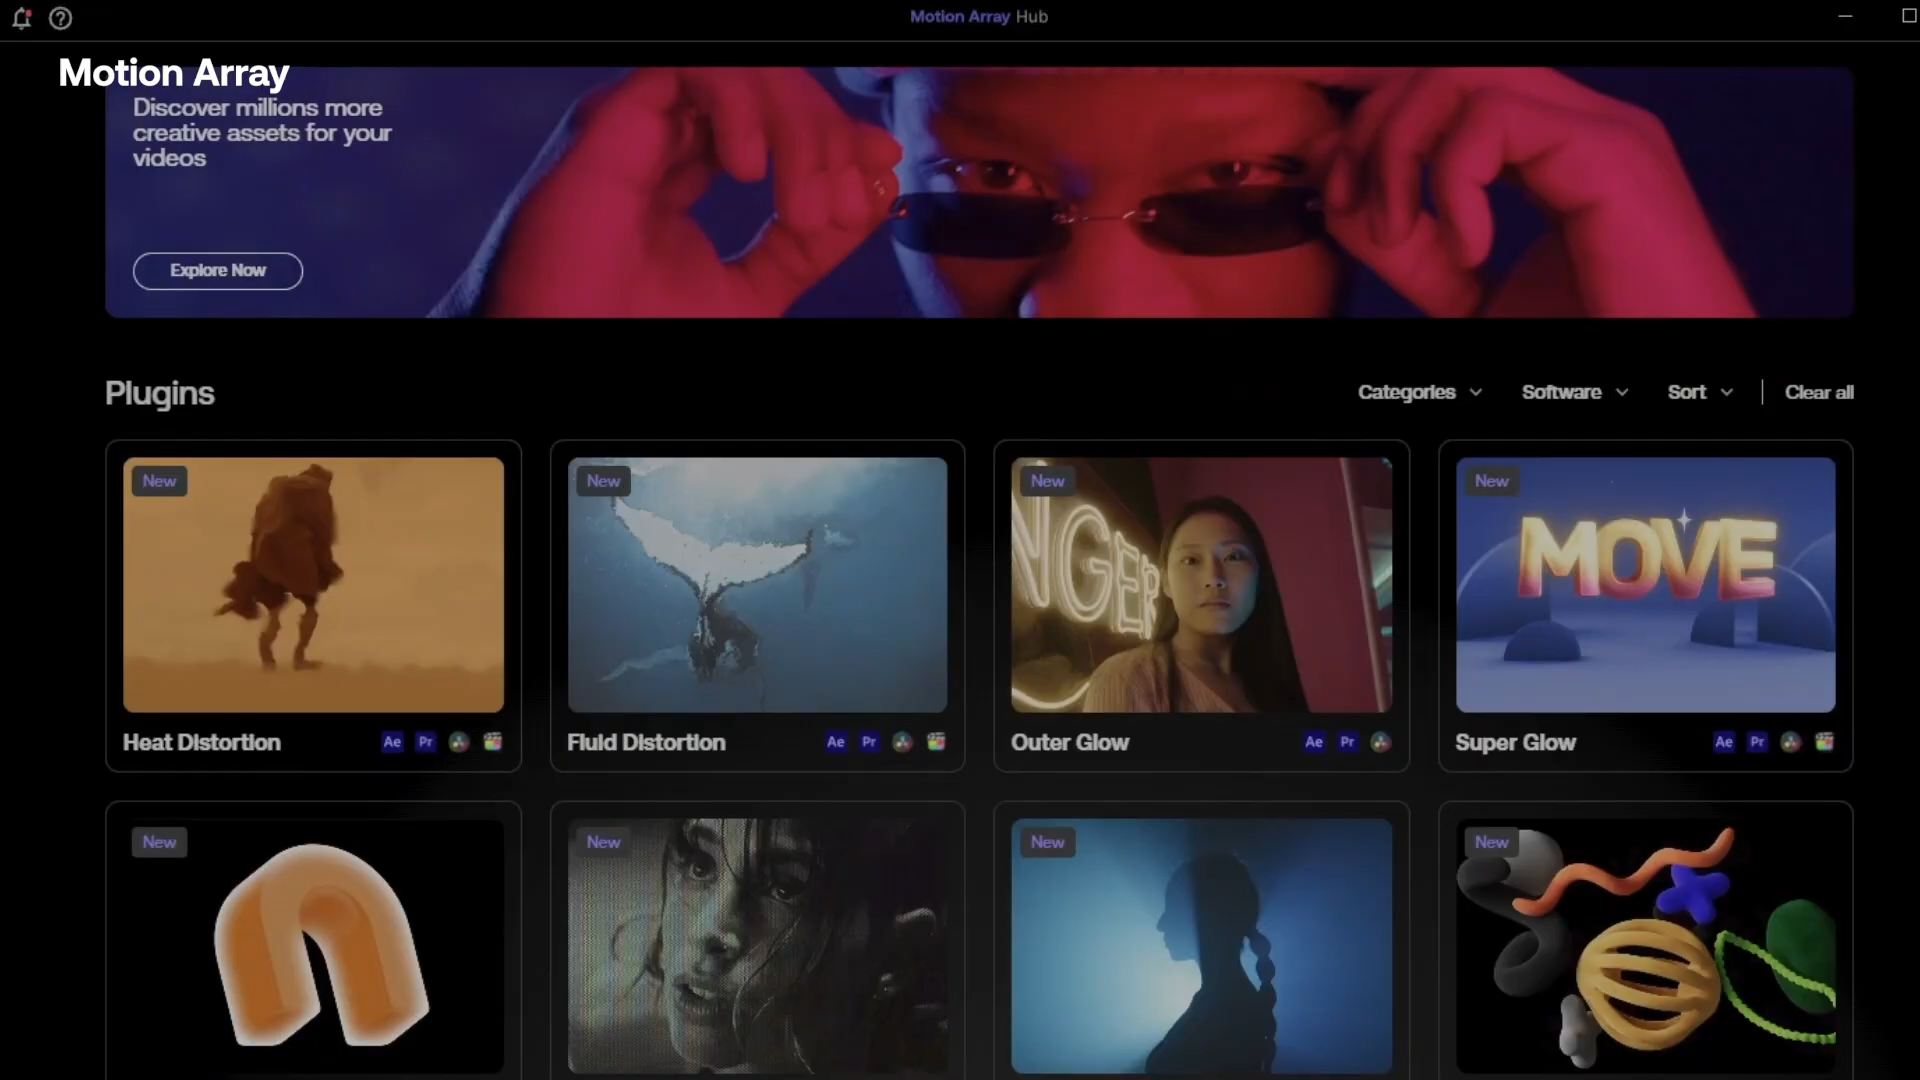 Motion Array Hub
Motion Array
Discover millions more
creative assets for your
videos
Explore Now
Plugins
Categories
Software
Sort
Clear all
New
New
New
New
NGER
MOVE
Heat Distortion
Ae Pr
Fluid Distortion
Ae Pr
Outer Glow
Ae Pr
Super Glow
Ae Pr
New
New
New
New